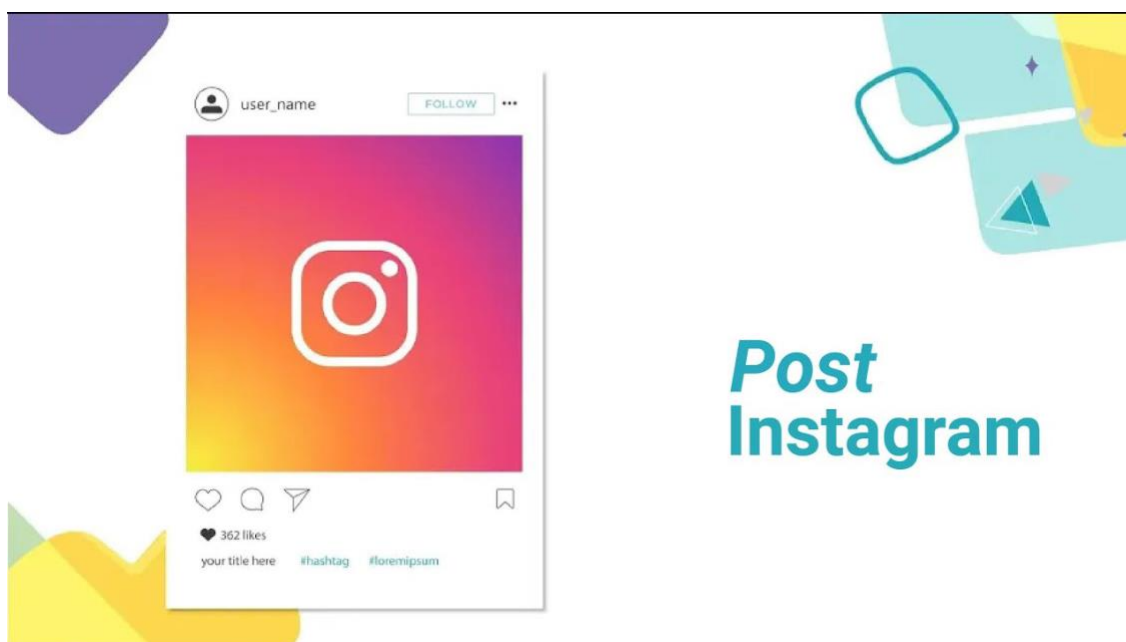 user_name FOLLOW
362 likes
your title here #hashtag #loremipsum
Post
Instagram